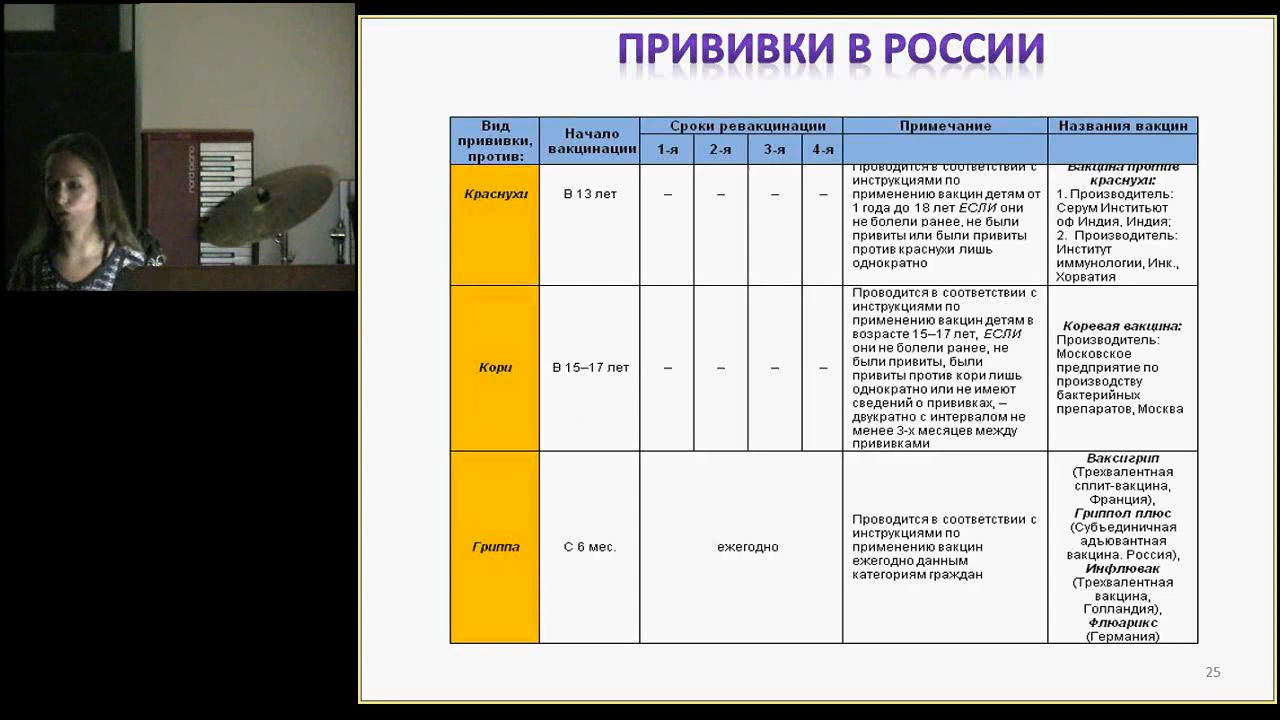 ПРИВИВКИ В РОССИИ
Вид
прививки,
против:
Начало
вакцинации
Сроки ревакцинации
1-я
2-я
3-я
4-я
Примечание
Названия вакцин
Краснухи
В 13 лет
–
–
–
–
Проводится в соответствии с
инструкциями по
применению вакцин детям от
1 года до 18 лет ЕСЛИ они
не болели ранее, не были
привиты или были привиты
против краснухи лишь
однократно
Вакцина против
краснухи:
1. Производитель:
Серум Институт
оф Индия, Индия;
2. Производитель:
Институт
иммунологии, Инк.,
Хорватия
Кори
В 15–17 лет
–
–
–
–
Проводится в соответствии с
инструкциями по
применению вакцин детям в
возрасте 15–17 лет, ЕСЛИ
они не болели ранее, не
были привиты, были
привиты против кори лишь
однократно или не имеют
сведений о прививках, –
двукратно с интервалом не
менее 3-х месяцев между
прививками
Коревая вакцина:
Производитель:
Московское
предприятие по
производству
бактерийных
препаратов, Москва
Гриппа
С 6 мес.
ежегодно
Проводится в соответствии с
инструкциями по
применению вакцин
ежегодно данным
категориям граждан
Ваксигрип
(Трехвалентная
сплит-вакцина,
Франция),
Гриппол плюс
(Субъединичная
адъювантная
вакцина. Россия),
Инфлювак
(Трехвалентная
вакцина,
Голландия),
Флюарикс
(Германия)
25
nord piano